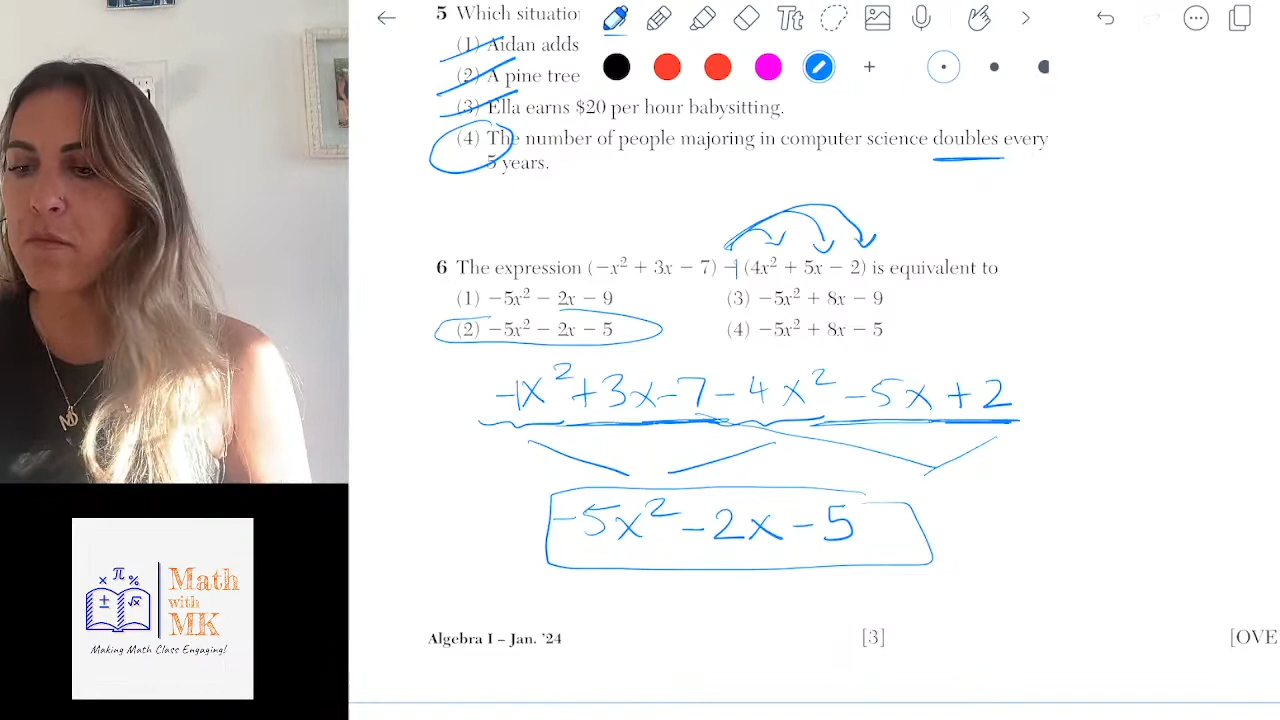 5 Which situation
Tt
(1) Aidan adds
(2) A pine tree
(3) Ella earns $20 per hour babysitting.
(4) The number of people majoring in computer science doubles every
5 years.
6 The expression (−x² + 3x − 7) −1(4x² + 5x − 2) is equivalent to
(1) −5x² − 2x − 9
(3) −5x² + 8x − 9
(2) −5x² − 2x − 5
(4) −5x² + 8x − 5
-1x²+3x-7-4x²-5x+2
-5x²-2x-5
x π %
± √x
Math
with
MK
Making Math Class Engaging!
Algebra I – Jan. '24
[3]
[OVE